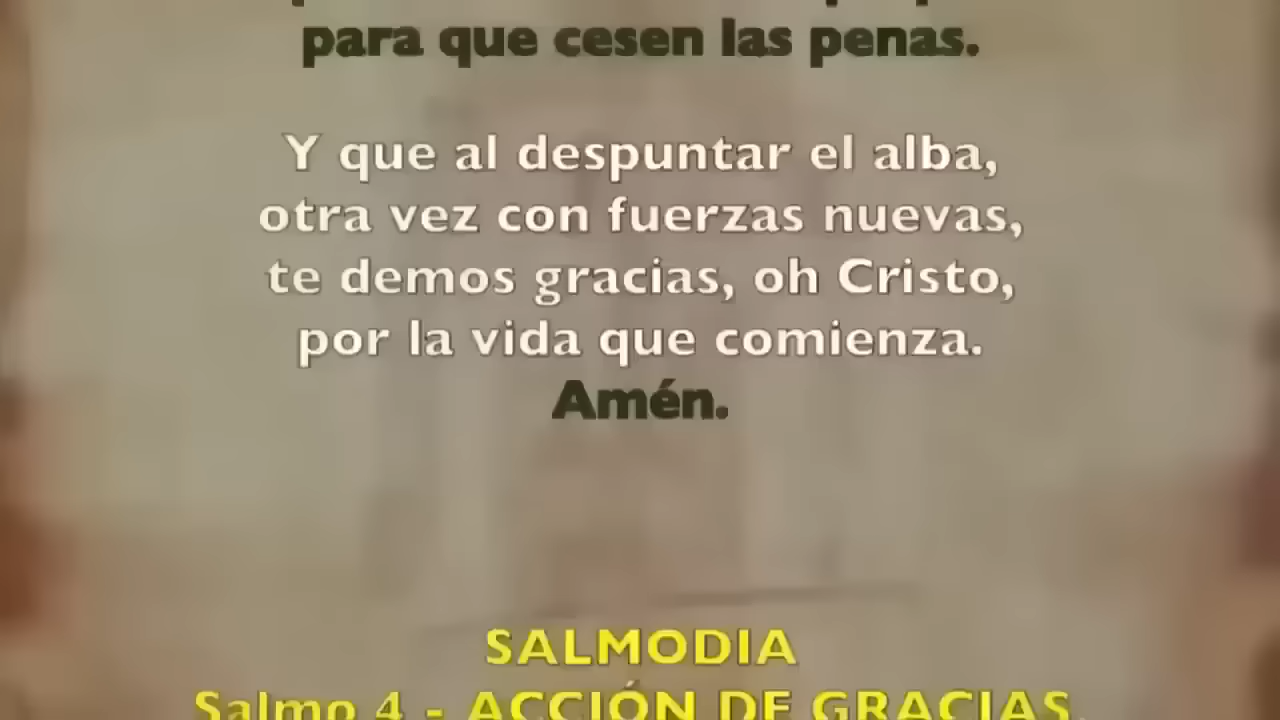 para que cesen las penas.
Y que al despuntar el alba,
otra vez con fuerzas nuevas,
te demos gracias, oh Cristo,
por la vida que comienza.
Amén.
SALMODIA
Salmo 4 - ACCIÓN DE GRACIAS.